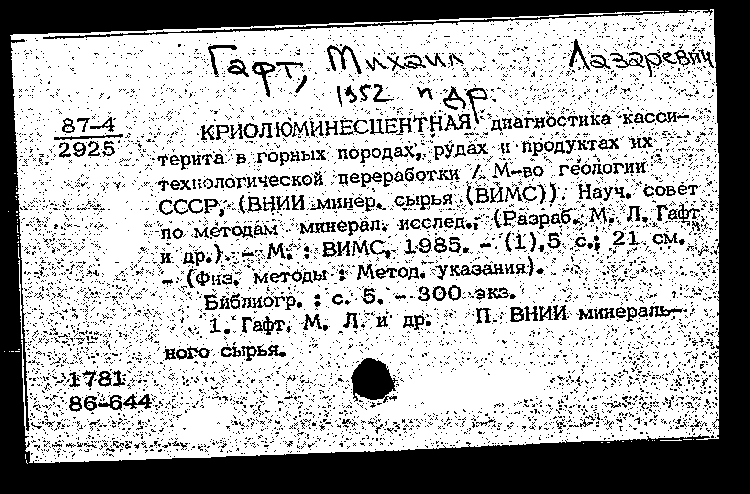 Гафт, Михаил Лазаревич
1952 и др.
87-4
2925
КРИОЛЮМИНЕСЦЕНТНАЯ диагностика касси-
терита в горных породах, рудах и продуктах их
технологической переработки / М-во геологии
СССР, (ВНИИ минер. сырья (ВИМС)). Науч. совет
по методам минерал. исслед.; (Разраб. М. Л. Гафт
и др.). - М. : ВИМС, 1985. - (1),5 с.; 21 см.
- (Физ. методы : Метод. указания).
Библиогр. : с. 5. - 300 экз.
1. Гафт, М. Л. и др. П. ВНИИ минераль-
ного сырья.
1781
86-644